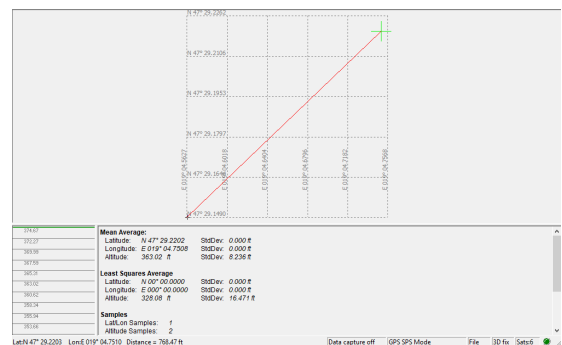 N 47° 29.2262
N 47° 29.2106
N 47° 29.1953
N 47° 29.1797
N 47° 29.1644
N 47° 29.1490
E 019° 04.5627
E 019° 04.6018
E 019° 04.6404
E 019° 04.6796
E 019° 04.7182
E 019° 04.7568
374.67
372.27
369.99
367.59
365.31
363.02
360.62
358.34
355.94
353.66
Mean Average:
Latitude: N 47° 29.2202 StdDev: 0.000 ft
Longitude: E 019° 04.7508 StdDev: 0.000 ft
Altitude: 363.02 ft StdDev: 8.236 ft
Least Squares Average
Latitude: N 00° 00.0000 StdDev: 0.000 ft
Longitude: E 000° 00.0000 StdDev: 0.000 ft
Altitude: 328.08 ft StdDev: 16.471 ft
Samples
Lat/Lon Samples: 1
Altitude Samples: 2
Lat:N 47° 29.2203 Lon:E 019° 04.7510 Distance = 768.47 ft Data capture off GPS SPS Mode File 3D fix Sats:6